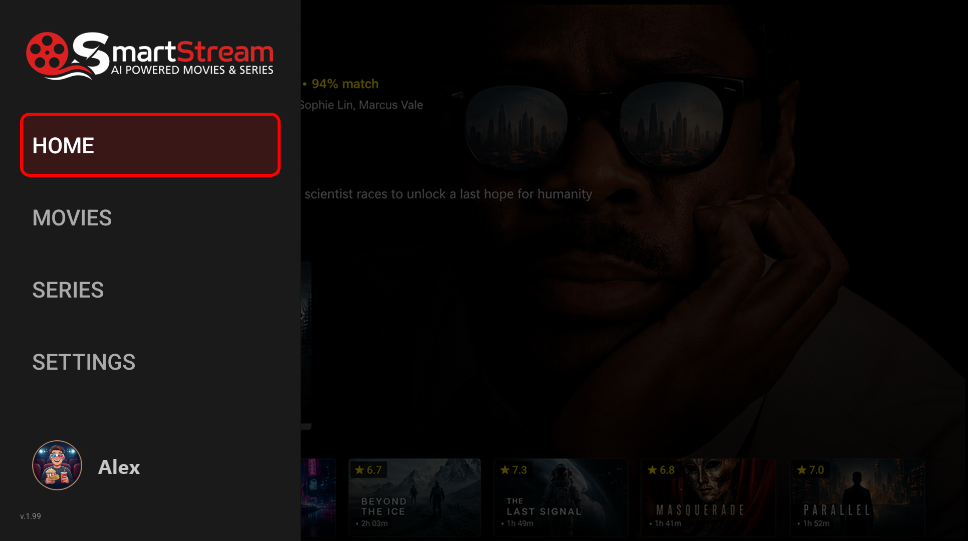 SmartStream
AI POWERED MOVIES & SERIES
HOME
MOVIES
SERIES
SETTINGS
Alex
v.1.99
• 94% match
Sophie Lin, Marcus Vale
scientist races to unlock a last hope for humanity
6.7
BEYOND
THE ICE
• 2h 03m
7.3
THE
LAST SIGNAL
• 1h 49m
6.8
MASQUERADE
• 1h 41m
7.0
PARALLEL
• 1h 52m